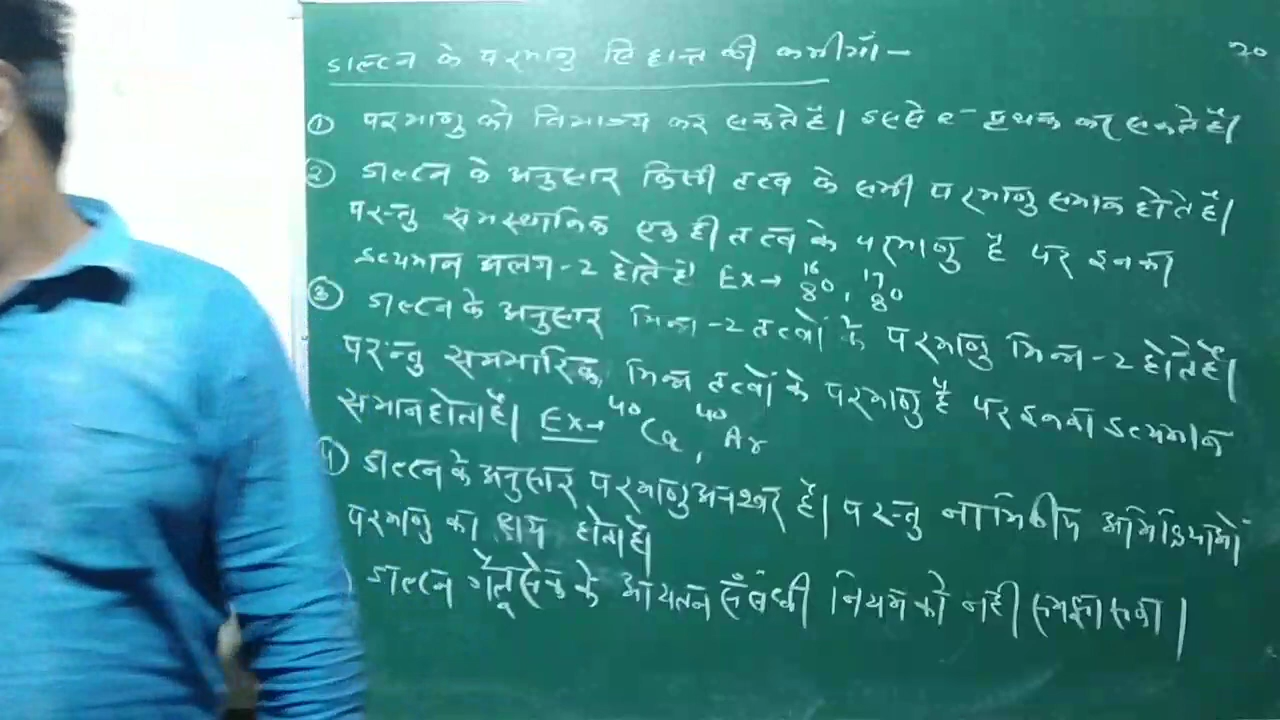 डाल्टन के परमाणु सिद्धान्त की कमीयाँ - 20
① परमाणु को विभाज्य कर सकते है। इससे e⁻ पृथक कर सकते है।
② डाल्टन के अनुसार किसी तत्व के सभी परमाणु समान होते है।
परन्तु समस्थानिक एक ही तत्व के परमाणु है पर इनका
द्रव्यमान अलग-2 होते है Ex→ ¹⁶₈O, ¹⁷₈O
③ डाल्टन के अनुसार भिन्न-2 तत्वों के परमाणु भिन्न-2 होते है।
परन्तु समभारिक, भिन्न तत्वों के परमाणु है पर इनका द्रव्यमान
समान होता है। Ex→ ⁴⁰Ca, ⁴⁰Ar
④ डाल्टन के अनुसार परमाणु अनश्वर है। परन्तु नाभिकीय अभिक्रियाओं
परमाणु का क्षय होता है।
डाल्टन गैलूसेक के आयतन संबंधी नियम को नही समझा सका।